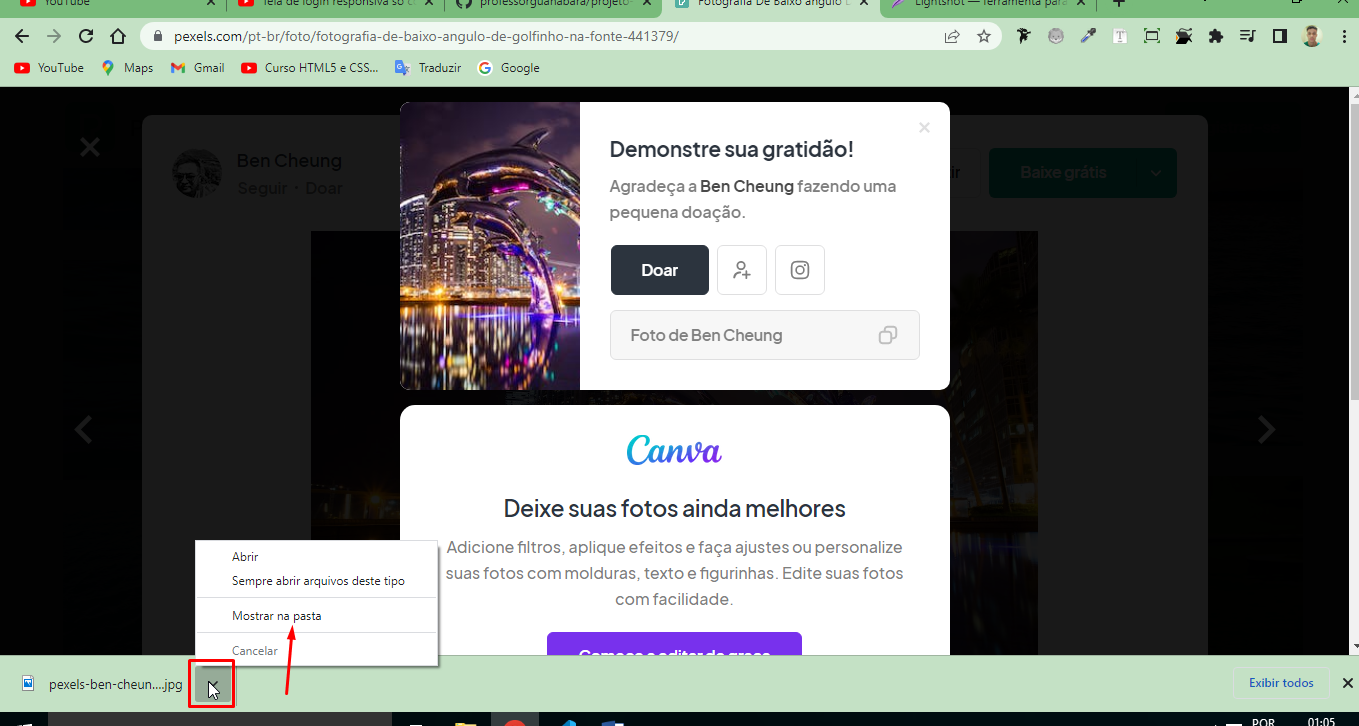 YouTube
Tela de login responsiva só c
professorguanabara/projeto-
Fotografia De Baixo ângulo D
Lightshot — ferramenta para
pexels.com/pt-br/foto/fotografia-de-baixo-angulo-de-golfinho-na-fonte-441379/
YouTube
Maps
Gmail
Curso HTML5 e CSS...
Traduzir
Google
Ben Cheung
Seguir • Doar
Baixe grátis
Demonstre sua gratidão!
Agradeça a Ben Cheung fazendo uma
pequena doação.
Doar
Foto de Ben Cheung
Canva
Deixe suas fotos ainda melhores
Adicione filtros, aplique efeitos e faça ajustes ou personalize
suas fotos com molduras, texto e figurinhas. Edite suas fotos
com facilidade.
Abrir
Sempre abrir arquivos deste tipo
Mostrar na pasta
Cancelar
pexels-ben-cheun....jpg
Exibir todos
POR
01:05